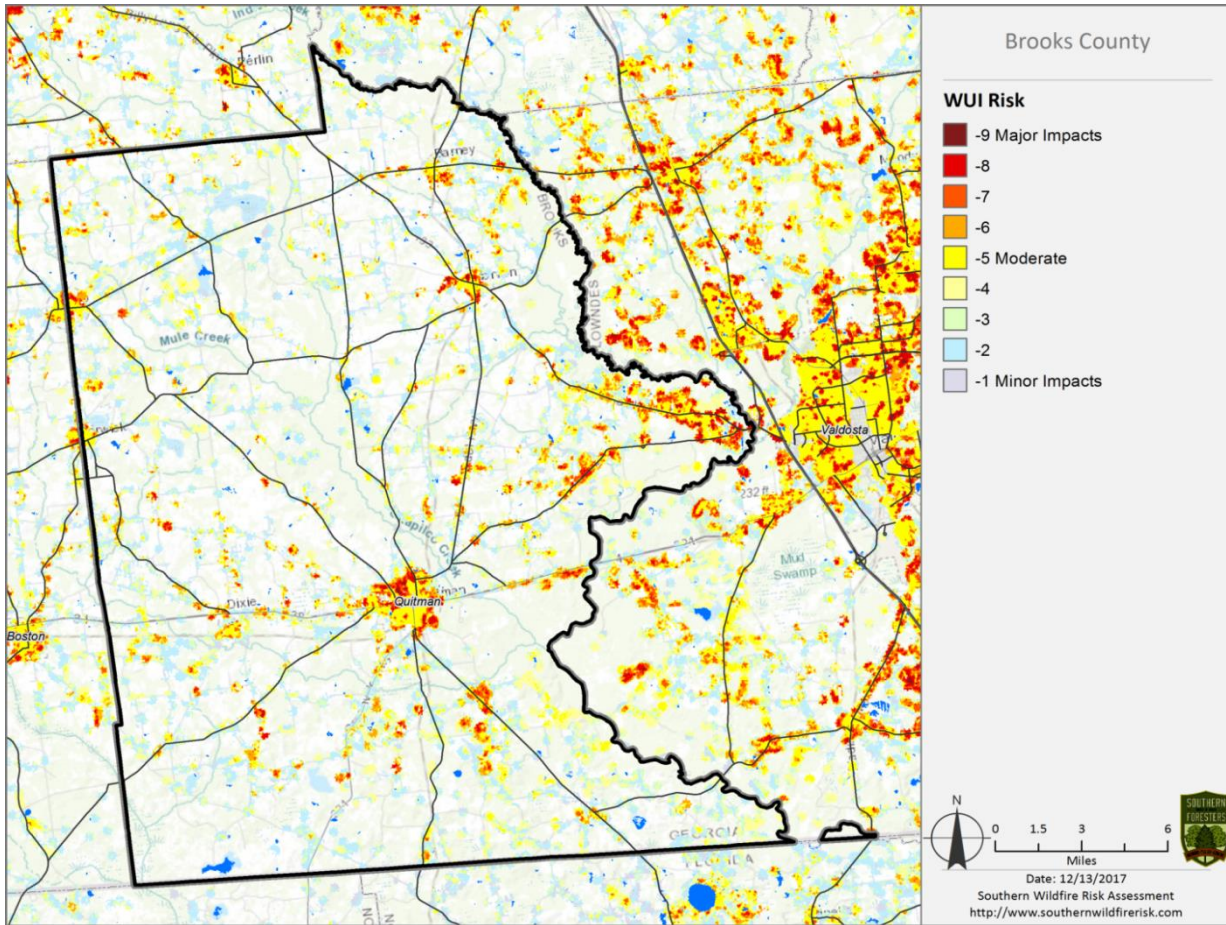 Brooks County
WUI Risk
-9 Major Impacts
-8
-7
-6
-5 Moderate
-4
-3
-2
-1 Minor Impacts
Barney
BROOKS
LOWNDES
Mule Creek
Valdosta
232 ft
Mud
Swamp
Dixie
Quitman
Boston
GEORGIA
N
0 1.5 3 6
Miles
Date: 12/13/2017
Southern Wildfire Risk Assessment
http://www.southernwildfirerisk.com
SOUTHERN
FORESTERS